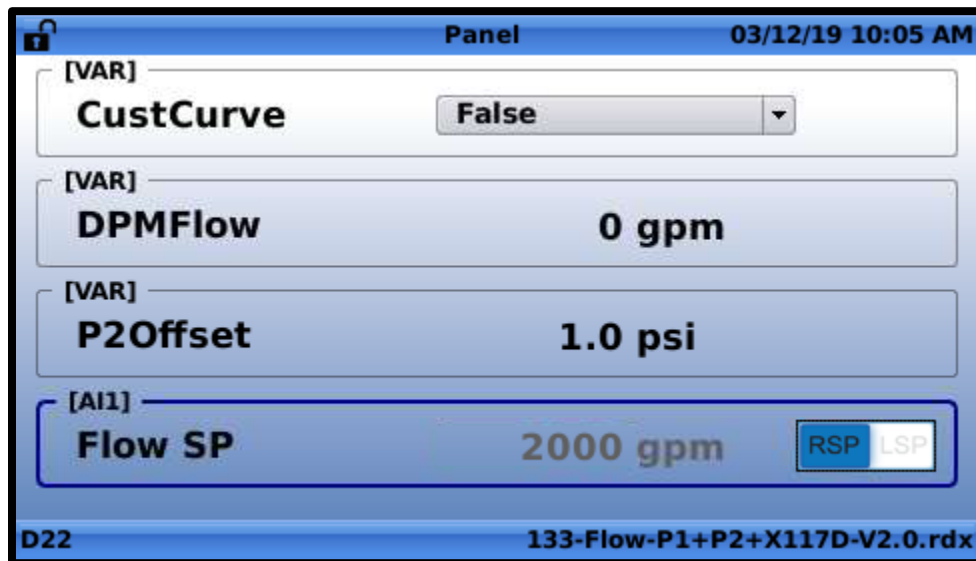 Panel 03/12/19 10:05 AM
[VAR]
CustCurve False
[VAR]
DPMFlow 0 gpm
[VAR]
P2Offset 1.0 psi
[AI1]
Flow SP 2000 gpm RSP LSP
D22 133-Flow-P1+P2+X117D-V2.0.rdx